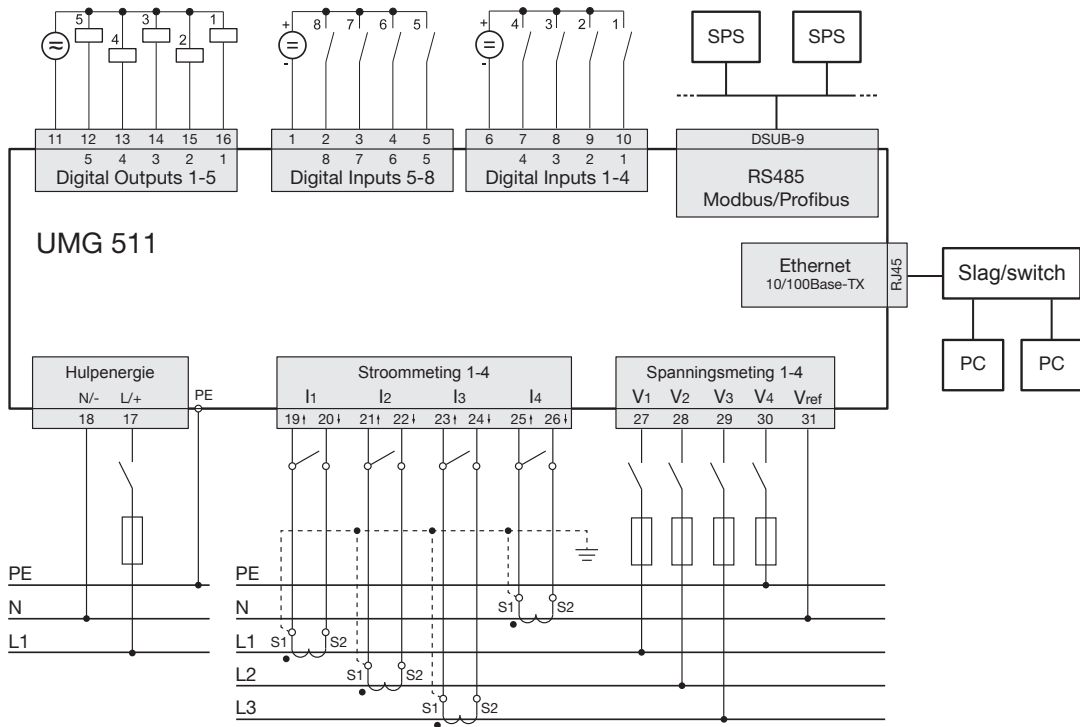 5 4 3 2 1
+ 8 7 6 5
-
+ 4 3 2 1
-
SPS SPS
11 12 13 14 15 16
5 4 3 2 1
Digital Outputs 1-5
1 2 3 4 5
8 7 6 5
Digital Inputs 5-8
6 7 8 9 10
4 3 2 1
Digital Inputs 1-4
DSUB-9
RS485
Modbus/Profibus
UMG 511
Ethernet
10/100Base-TX
RJ45
Slag/switch
PC PC
Hulpenergie
N/- L/+
18 17
PE
Stroommeting 1-4
I1 I2 I3 I4
19 20 21 22 23 24 25 26
Spanningsmeting 1-4
V1 V2 V3 V4 Vref
27 28 29 30 31
PE
N
L1
PE
N
L1
L2
L3
S1 S2
S1 S2
S1 S2
S1 S2